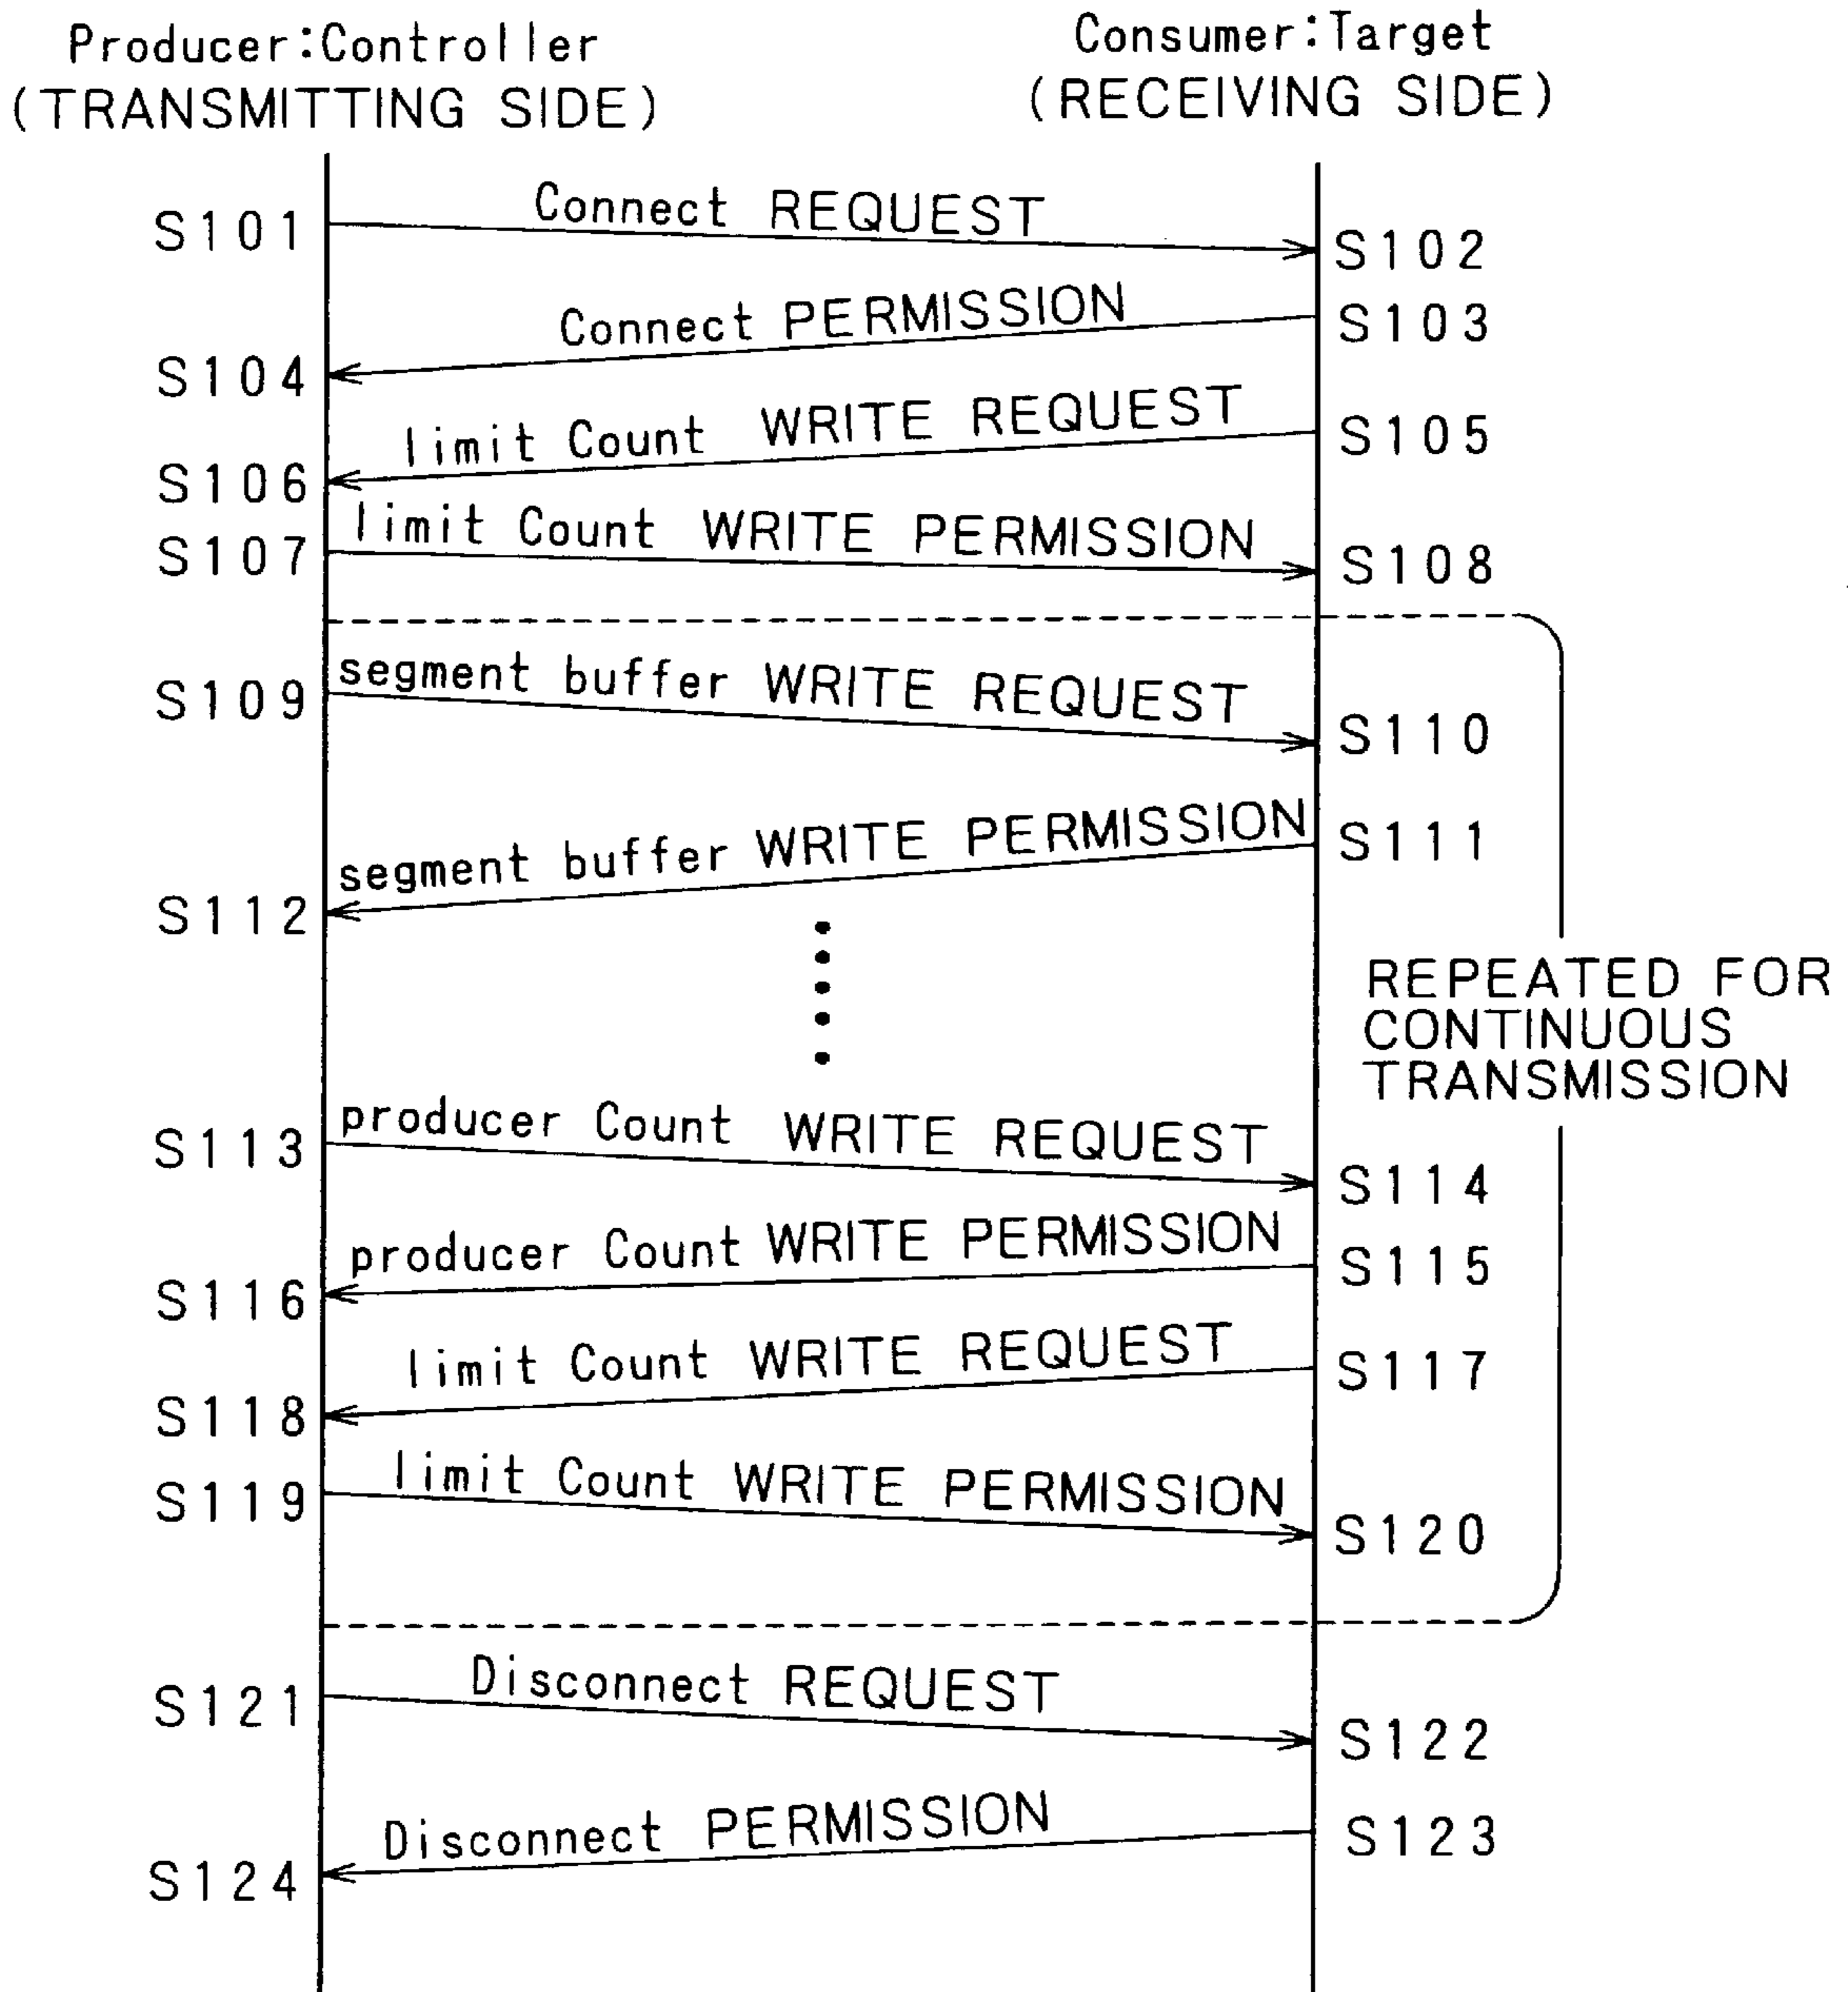 Producer:Controller
(TRANSMITTING SIDE)
Consumer:Target
(RECEIVING SIDE)
S101
Connect REQUEST
S102
Connect PERMISSION
S103
S104
limit Count WRITE REQUEST
S105
S106
limit Count WRITE PERMISSION
S107
S108
segment buffer WRITE REQUEST
S109
S110
segment buffer WRITE PERMISSION
S111
S112
REPEATED FOR
CONTINUOUS
TRANSMISSION
producer Count WRITE REQUEST
S113
S114
producer Count WRITE PERMISSION
S115
S116
limit Count WRITE REQUEST
S117
S118
limit Count WRITE PERMISSION
S119
S120
Disconnect REQUEST
S121
S122
Disconnect PERMISSION
S123
S124